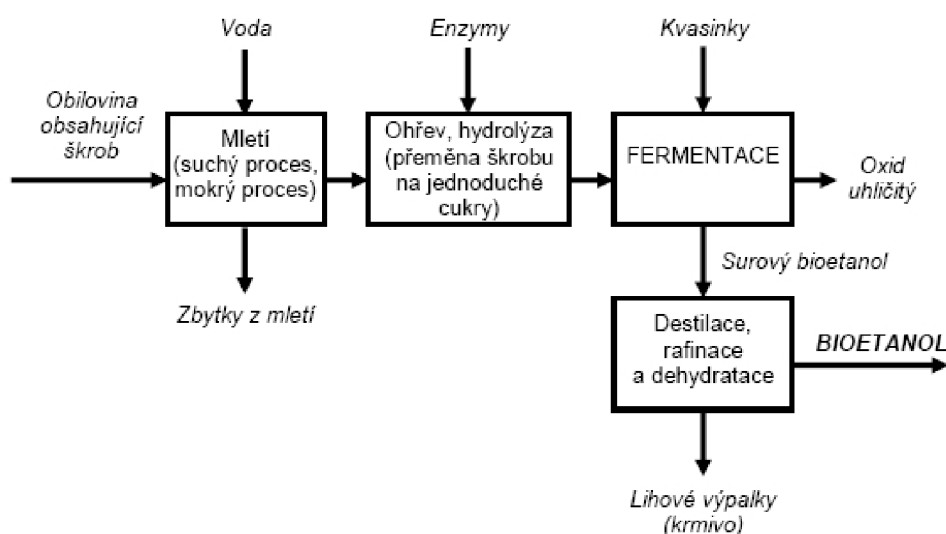 Voda
Enzymy
Kvasinky
Obilovina
obsahující
škrob
Mletí
(suchý proces,
mokrý proces)
Ohřev, hydrolýza
(přeměna škrobu
na jednoduché
cukry)
FERMENTACE
Oxid
uhličitý
Zbytky z mletí
Surový bioetanol
Destilace,
rafinace
a dehydratace
BIOETANOL
Lihové výpalky
(krmivo)